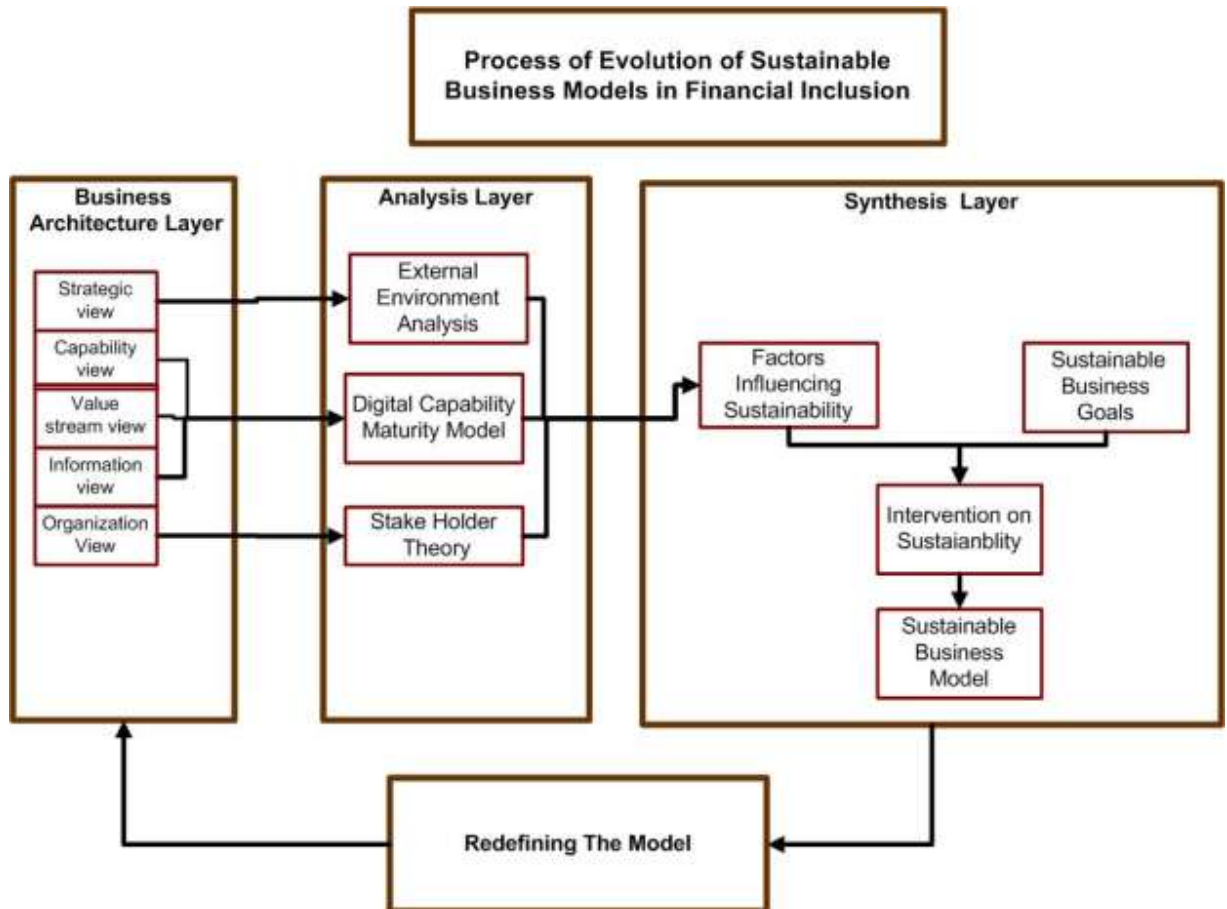 Process of Evolution of Sustainable
Business Models in Financial Inclusion
Business
Architecture Layer
Strategic
view
Capability
view
Value
stream view
Information
view
Organization
View
Analysis Layer
External
Environment
Analysis
Digital Capability
Maturity Model
Stake Holder
Theory
Synthesis Layer
Factors
Influencing
Sustainability
Sustainable
Business
Goals
Intervention on
Sustaianblity
Sustainable
Business
Model
Redefining The Model